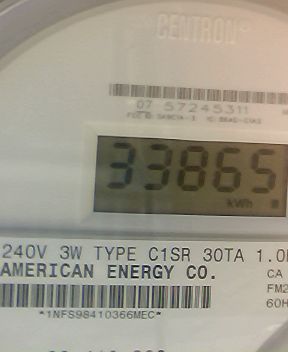 CENTRON®
07 57245311
33865
kWh
240V 3W TYPE C1SR 30TA 1.0
AMERICAN ENERGY CO.
CA
FM2
60H
*1NFS98410366MEC*